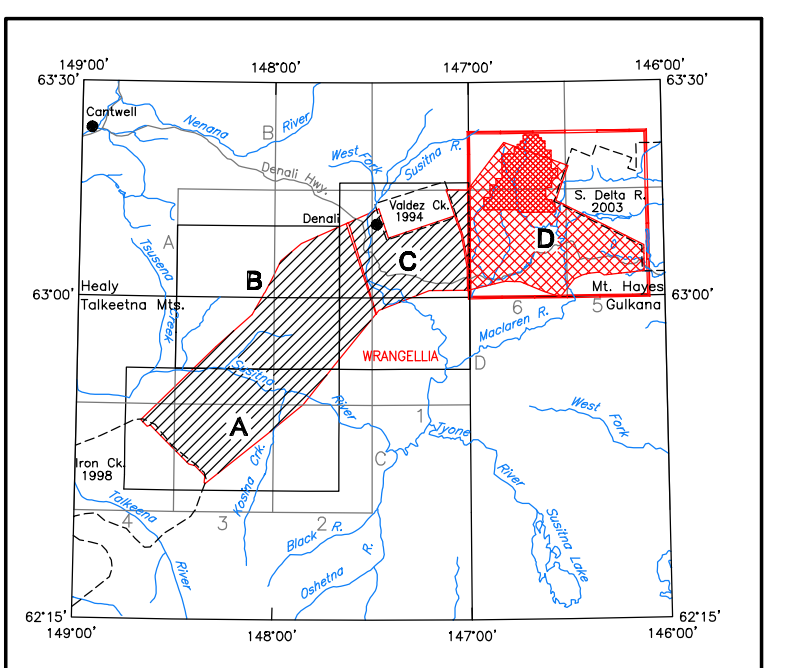 149°00'
148°00'
147°00'
146°00'
63°30'
63°30'
Cantwell
Nenana
River
B
West Fork
Susitna R.
Denali Hwy.
Valdez Ck.
1994
S. Delta R.
2003
Denali
A
Tsusena
Creek
B
C
D
Healy
Talkeetna Mts.
Mt. Hayes
Gulkana
63°00'
6
5
Maclaren R.
WRANGELLIA
D
Susitna
River
1
A
Tyone
River
West
Fork
Iron Ck.
1998
C
Kosina Crk.
Talkeetna
River
4
3
2
Black R.
Oshetna
R.
Susitna Lake
62°15'
62°15'
149°00'
148°00'
147°00'
146°00'